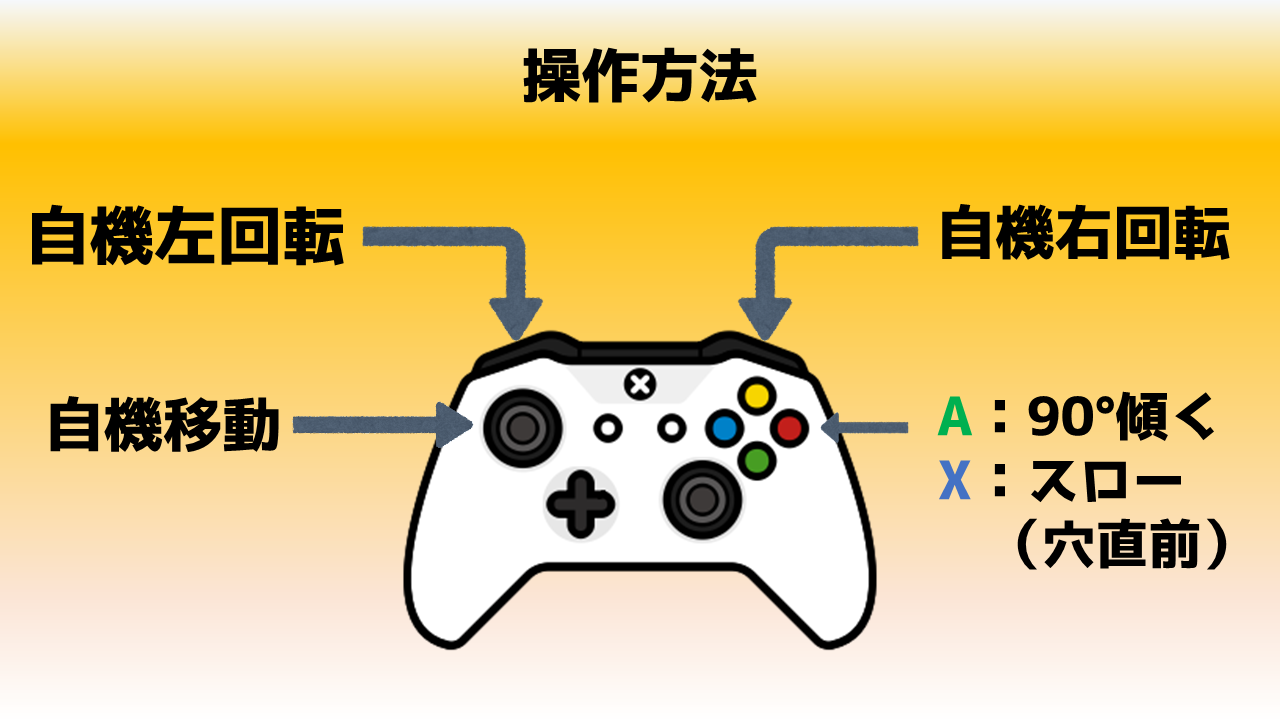 操作方法
自機左回転
自機右回転
自機移動
A：90°傾く
X：スロー
（穴直前）